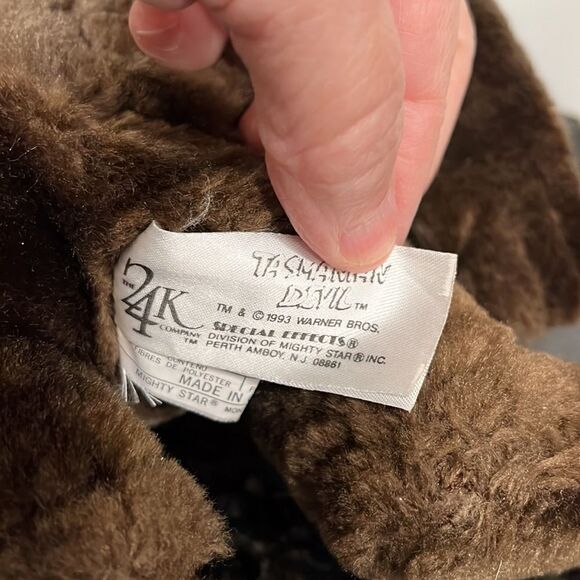 THE 24K COMPANY ™
TASMANIAN
DEVIL ™
TM & © 1993 WARNER BROS.
SPECIAL EFFECTS®
DIVISION OF MIGHTY STAR® INC.
PERTH AMBOY, N.J. 08861
CONTENU
FIBRES DE POLYESTER
MADE IN
MIGHTY STAR®